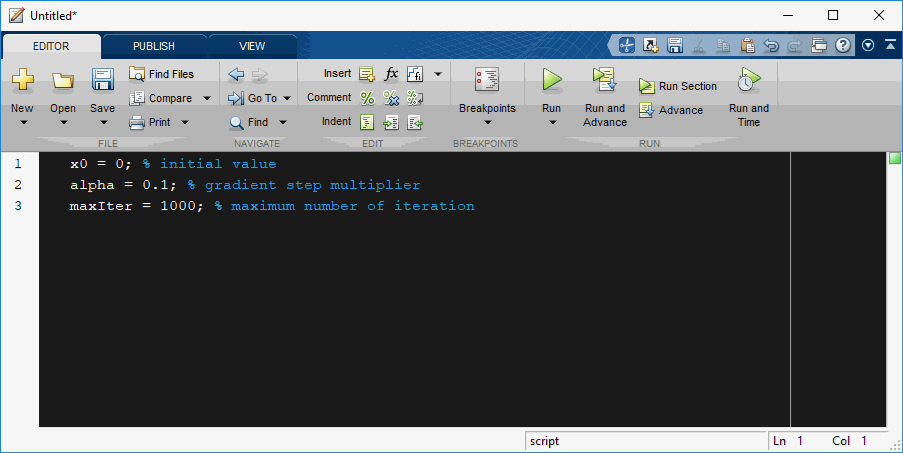 Untitled*
EDITOR PUBLISH VIEW
New Open Save Find Files Compare Print
FILE
Go To Find
NAVIGATE
Insert fx
Comment
Indent
EDIT
Breakpoints
BREAKPOINTS
Run Run and Advance Run Section Advance Run and Time
RUN
1 x0 = 0; % initial value
2 alpha = 0.1; % gradient step multiplier
3 maxIter = 1000; % maximum number of iteration
script Ln 1 Col 1